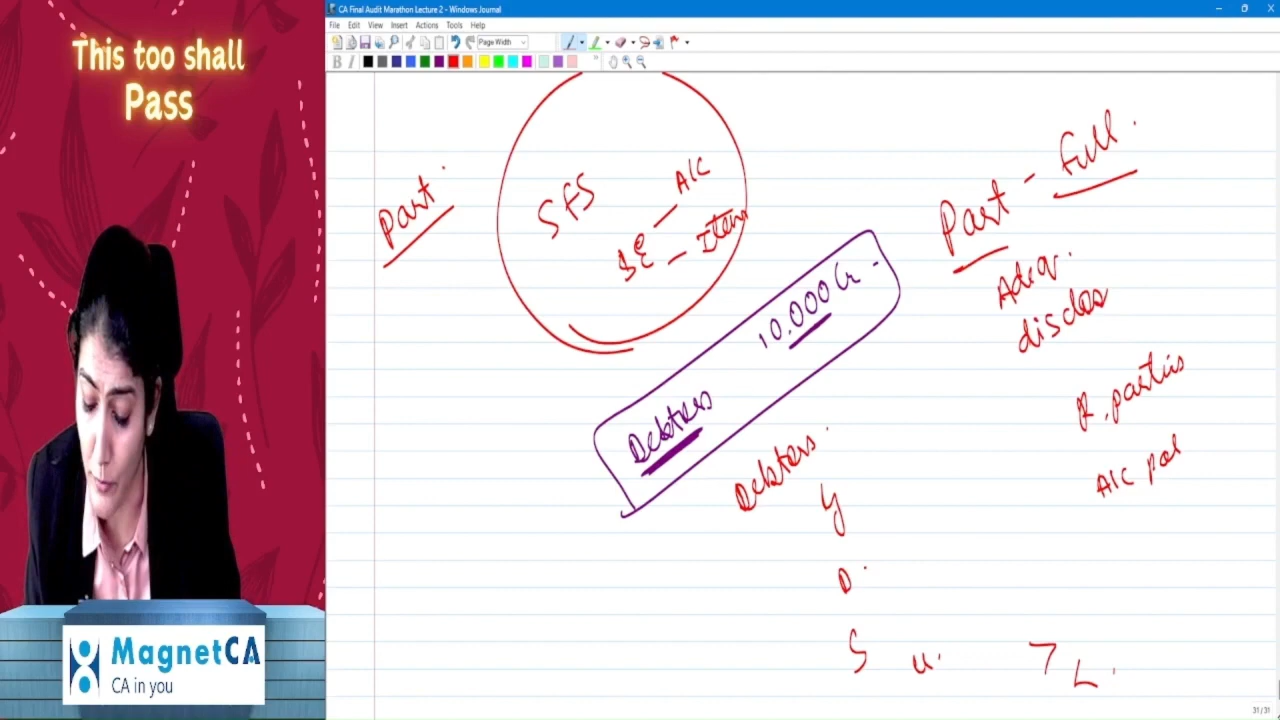 This too shall
Pass
MagnetCA
CA in you
CA Final Audit Marathon Lecture 2 - Windows Journal
File Edit View Insert Actions Tools Help
Page Width
B I
Part.
SFS
SE - A/C
- Item
Part - Full.
Adeq.
disclos
R. parties
A/C pol
Debtors 10,000 Cr.
Debtors.
G
D.
S U.
L.
31 / 31